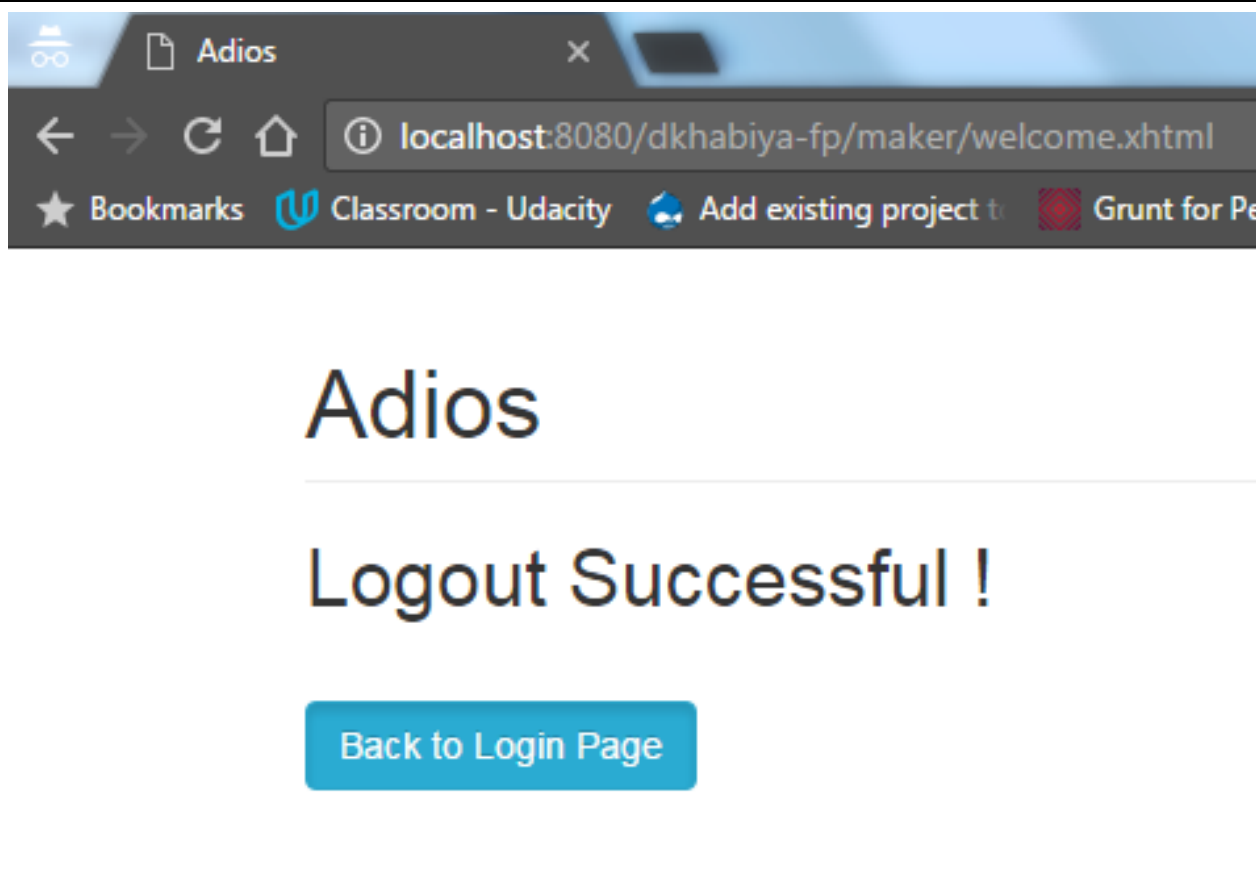 Adios
localhost:8080/dkhabiya-fp/maker/welcome.xhtml
Bookmarks Classroom - Udacity Add existing project Grunt for
Adios
Logout Successful !
Back to Login Page